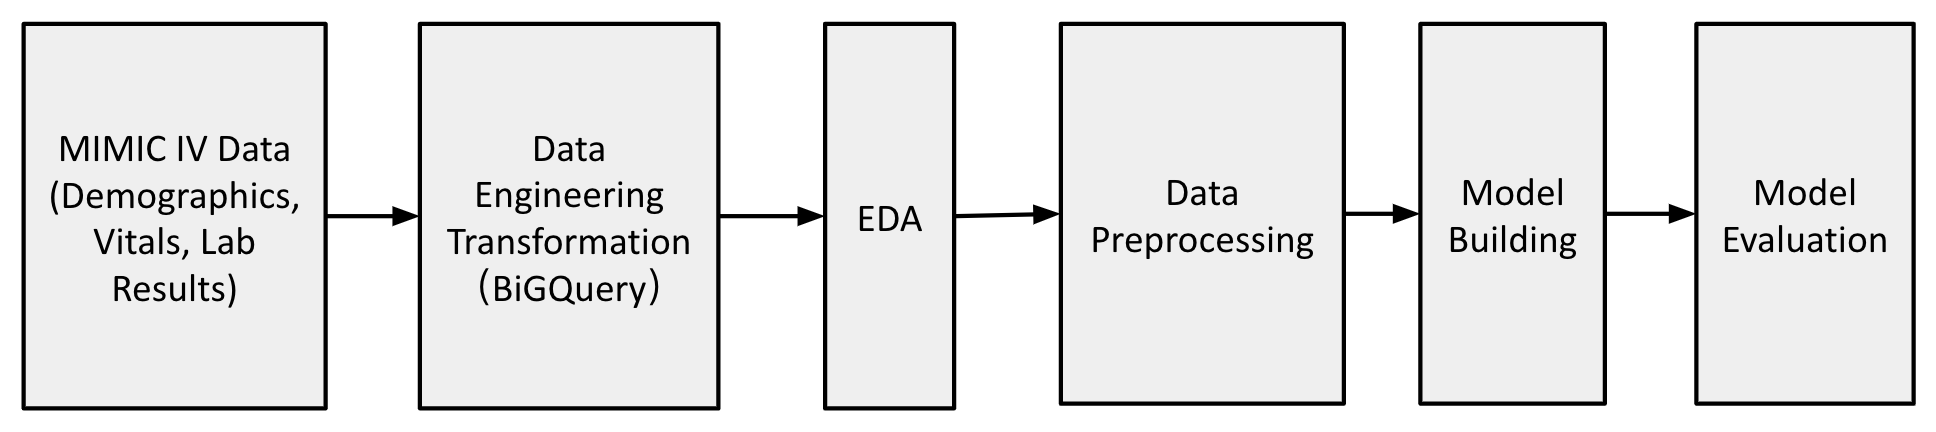 MIMIC IV Data
(Demographics,
Vitals, Lab
Results)
Data
Engineering
Transformation
(BiGQuery)
EDA
Data
Preprocessing
Model
Building
Model
Evaluation